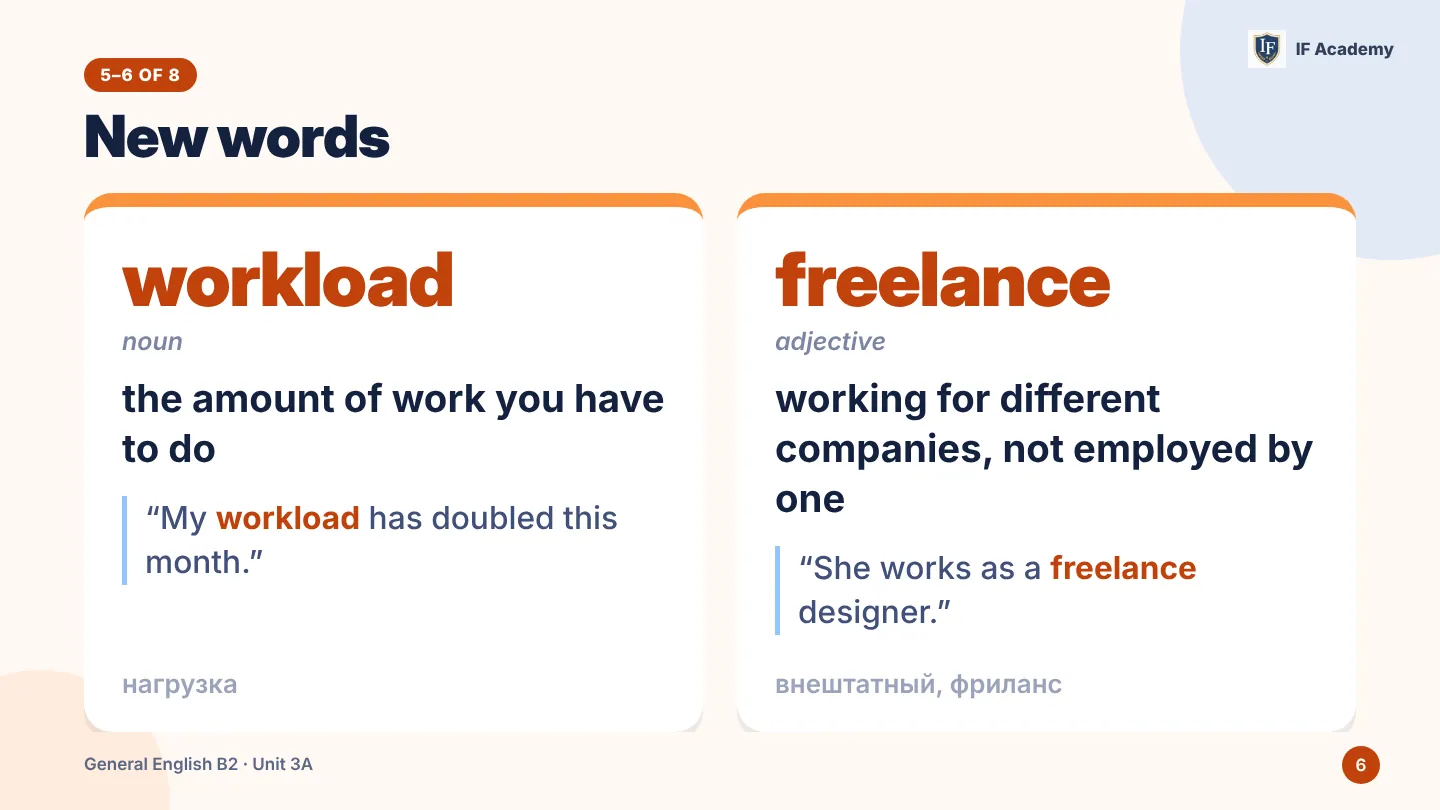 IF Academy
5–6 OF 8
New words
workload
noun
the amount of work you have
to do
“My workload has doubled this
month.”
нагрузка
freelance
adjective
working for different
companies, not employed by
one
“She works as a freelance
designer.”
внештатный, фриланс
General English B2 · Unit 3A
6